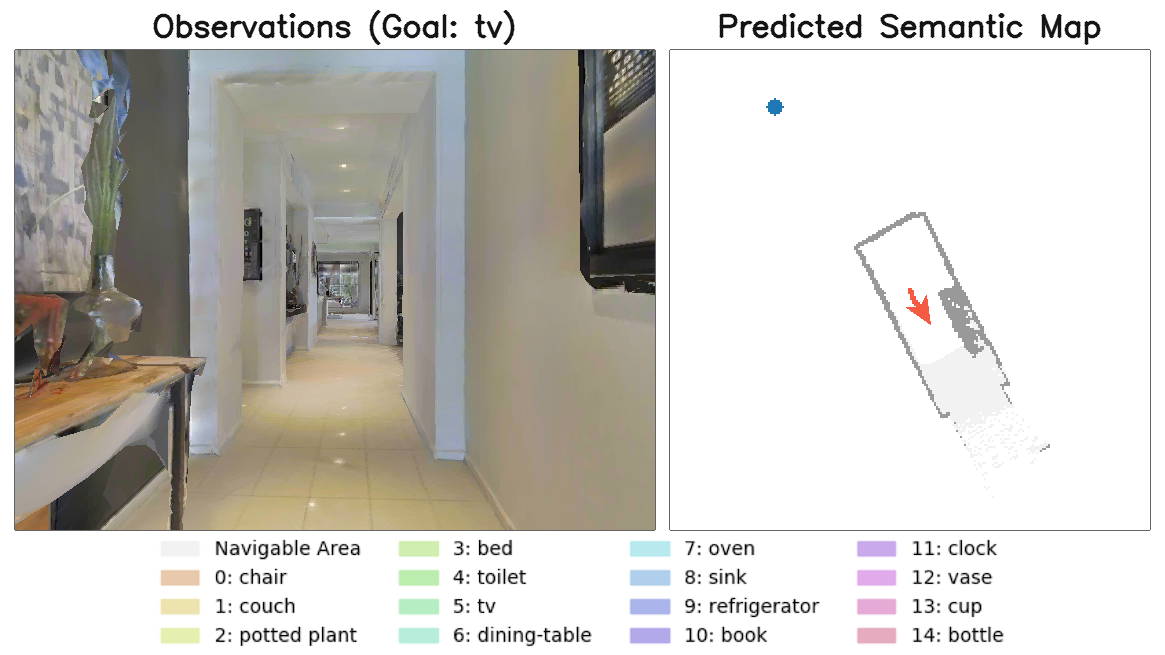 Observations (Goal: tv)
Predicted Semantic Map
Navigable Area
0: chair
1: couch
2: potted plant
3: bed
4: toilet
5: tv
6: dining-table
7: oven
8: sink
9: refrigerator
10: book
11: clock
12: vase
13: cup
14: bottle